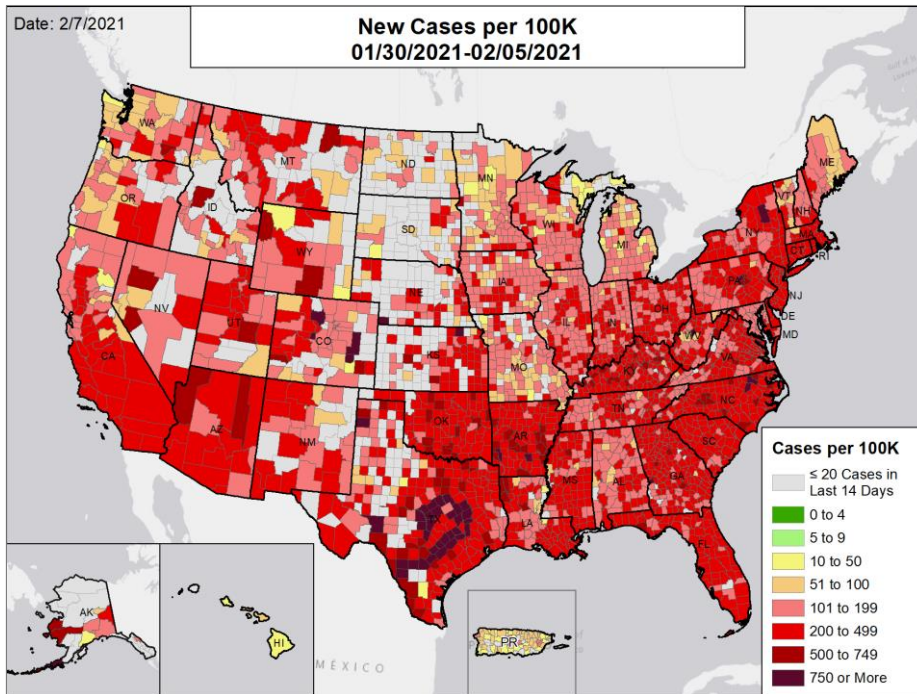 Date: 2/7/2021
New Cases per 100K
01/30/2021-02/05/2021
WA
MT
ND
MN
ME
OR
ID
SD
WI
MI
VT
NH
NY
MA
CT
RI
WY
IA
NE
PA
NJ
NV
UT
CO
IL
IN
OH
DE
MD
CA
KS
MO
WV
VA
KY
AZ
NM
OK
AR
TN
NC
SC
MS
AL
GA
TX
LA
FL
AK
HI
PR
MÉXICO
Cases per 100K
≤ 20 Cases in
Last 14 Days
0 to 4
5 to 9
10 to 50
51 to 100
101 to 199
200 to 499
500 to 749
750 or More